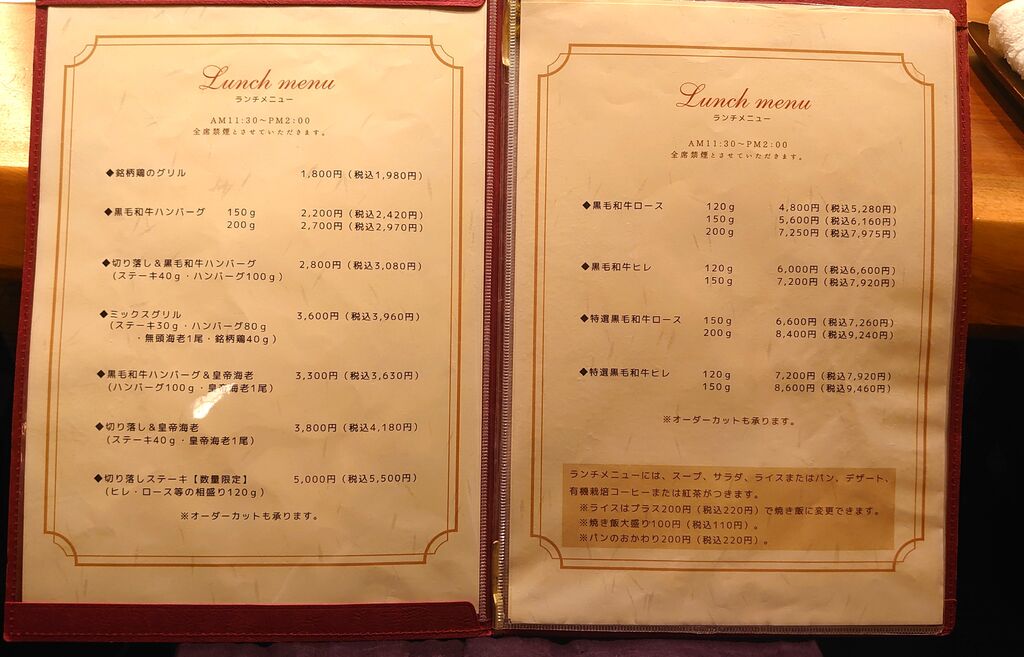 Lunch menu
ランチメニュー
AM11:30～PM2:00
全席禁煙とさせていただきます。
◆銘柄鶏のグリル 1,800円（税込1,980円）
◆黒毛和牛ハンバーグ 150g 2,200円（税込2,420円）
200g 2,700円（税込2,970円）
◆切り落し＆黒毛和牛ハンバーグ 2,800円（税込3,080円）
（ステーキ40g・ハンバーグ100g）
◆ミックスグリル 3,600円（税込3,960円）
（ステーキ30g・ハンバーグ80g
・無頭海老1尾・銘柄鶏40g）
◆黒毛和牛ハンバーグ＆皇帝海老 3,300円（税込3,630円）
（ハンバーグ100g・皇帝海老1尾）
◆切り落し＆皇帝海老 3,800円（税込4,180円）
（ステーキ40g・皇帝海老1尾）
◆切り落しステーキ【数量限定】 5,000円（税込5,500円）
（ヒレ・ロース等の相盛り120g）
※オーダーカットも承ります。
Lunch menu
ランチメニュー
AM11:30～PM2:00
全席禁煙とさせていただきます。
◆黒毛和牛ロース 120g 4,800円（税込5,280円）
150g 5,600円（税込6,160円）
200g 7,250円（税込7,975円）
◆黒毛和牛ヒレ 120g 6,000円（税込6,600円）
150g 7,200円（税込7,920円）
◆特選黒毛和牛ロース 150g 6,600円（税込7,260円）
200g 8,400円（税込9,240円）
◆特選黒毛和牛ヒレ 120g 7,200円（税込7,920円）
150g 8,600円（税込9,460円）
※オーダーカットも承ります。
ランチメニューには、スープ、サラダ、ライスまたはパン、デザート、
有機栽培コーヒーまたは紅茶がつきます。
※ライスはプラス200円（税込220円）で焼き飯に変更できます。
※焼き飯大盛り100円（税込110円）。
※パンのおかわり200円（税込220円）。